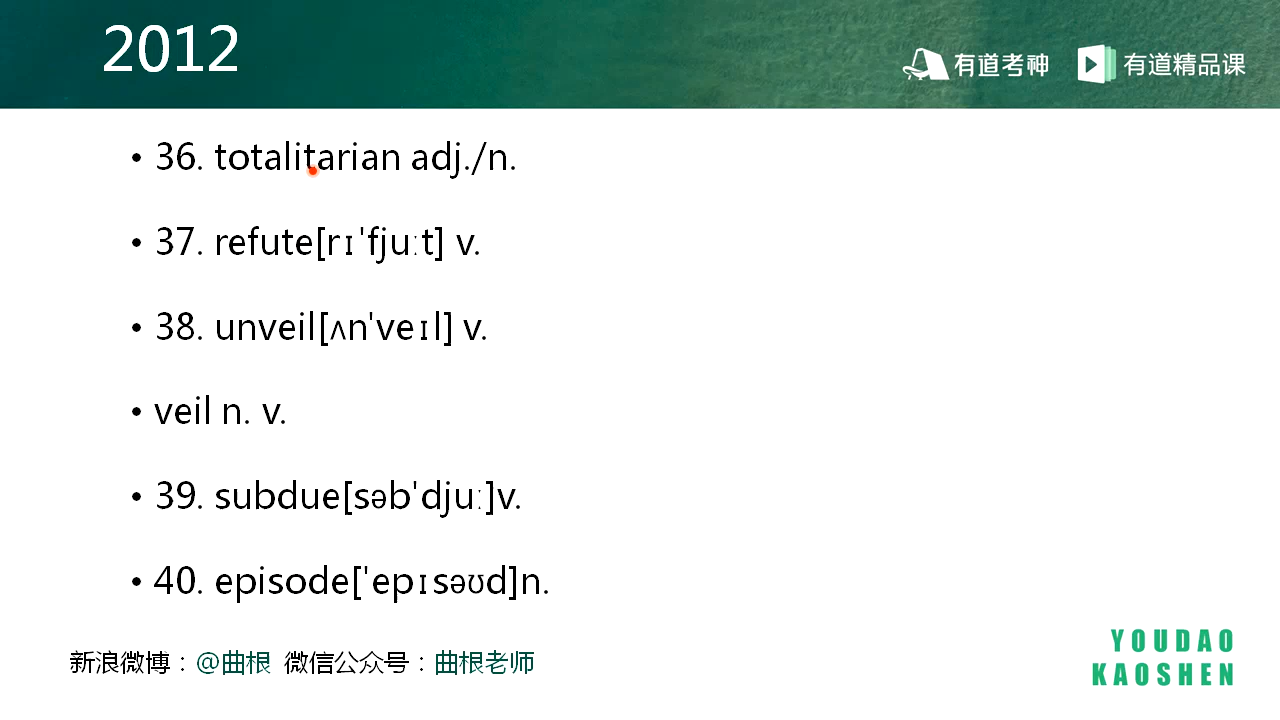 2012
有道考神 有道精品课
• 36. totalitarian adj./n.
• 37. refute[rɪˈfjuːt] v.
• 38. unveil[ʌnˈveɪl] v.
• veil n. v.
• 39. subdue[səbˈdjuː]v.
• 40. episode[ˈepɪsəʊd]n.
新浪微博：@曲根 微信公众号：曲根老师
YOUDAO
KAOSHEN